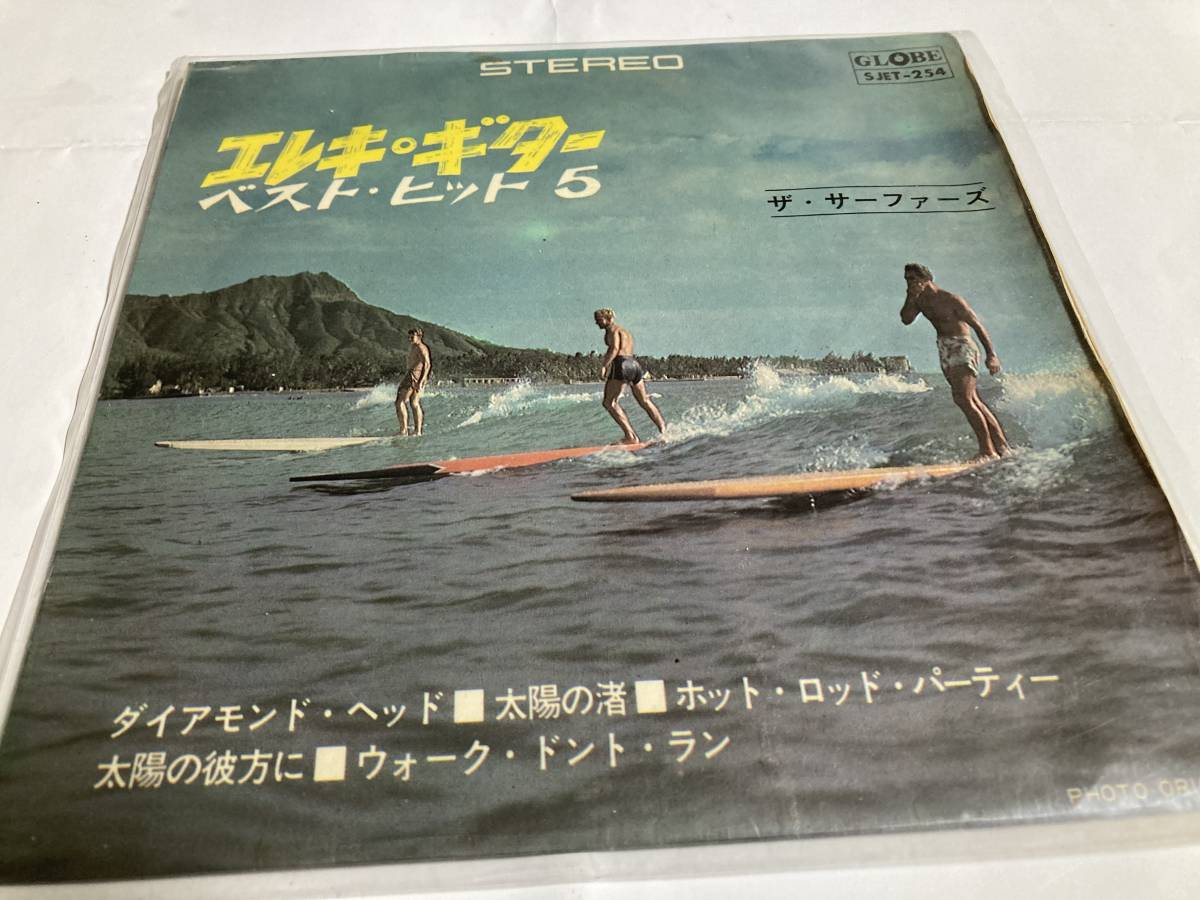 STEREO
GLOBE
SJET-254
エレキ・ギター
ベスト・ヒット 5
ザ・サーファーズ
ダイアモンド・ヘッド■太陽の渚■ホット・ロッド・パーティー
太陽の彼方に■ウォーク・ドント・ラン
PHOTO